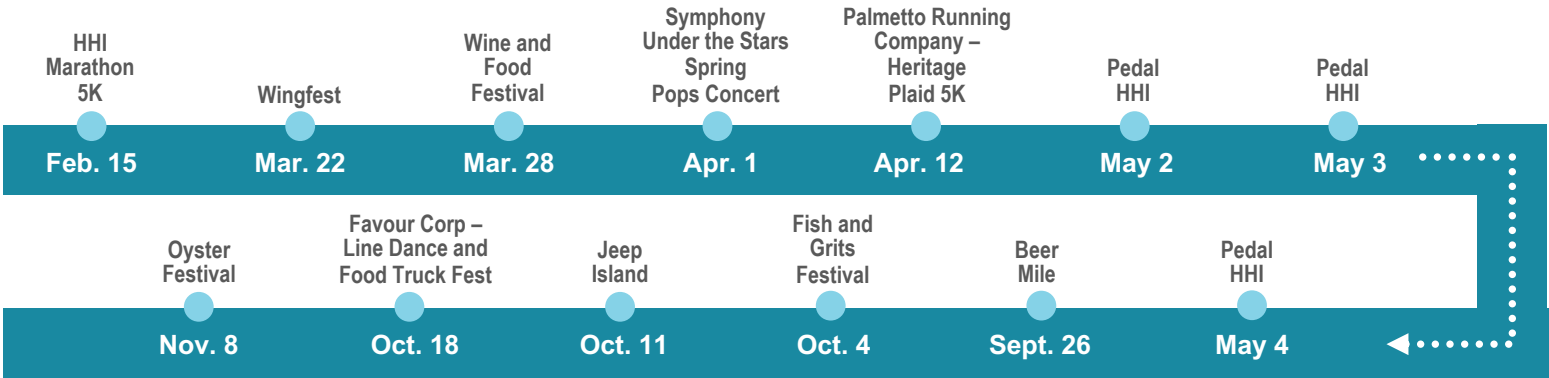 HHI
Marathon
5K
Feb. 15
Wingfest
Mar. 22
Wine and
Food
Festival
Mar. 28
Symphony
Under the Stars
Spring
Pops Concert
Apr. 1
Palmetto Running
Company –
Heritage
Plaid 5K
Apr. 12
Pedal
HHI
May 2
Pedal
HHI
May 3
Oyster
Festival
Nov. 8
Favour Corp –
Line Dance and
Food Truck Fest
Oct. 18
Jeep
Island
Oct. 11
Fish and
Grits
Festival
Oct. 4
Beer
Mile
Sept. 26
Pedal
HHI
May 4